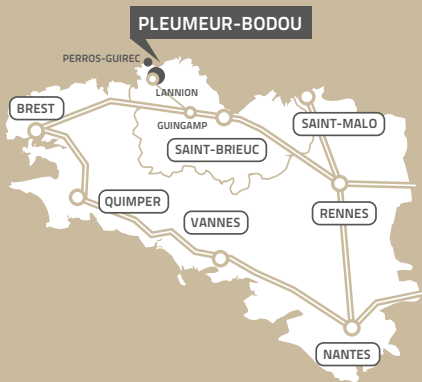 PLEUMEUR-BODOU
PERROS-GUIREC
LANNION
BREST
GUINGAMP
SAINT-MALO
SAINT-BRIEUC
QUIMPER
VANNES
RENNES
NANTES